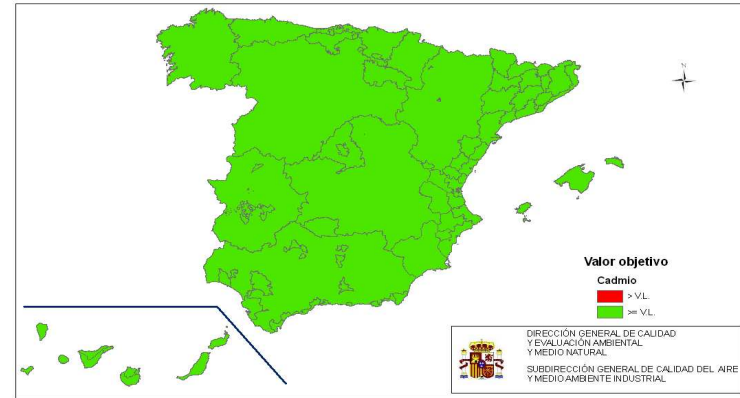 N
Valor objetivo
Cadmio
> V.L.
>= V.L.
DIRECCIÓN GENERAL DE CALIDAD
Y EVALUACIÓN AMBIENTAL
Y MEDIO NATURAL
SUBDIRECCIÓN GENERAL DE CALIDAD DEL AIRE
Y MEDIO AMBIENTE INDUSTRIAL